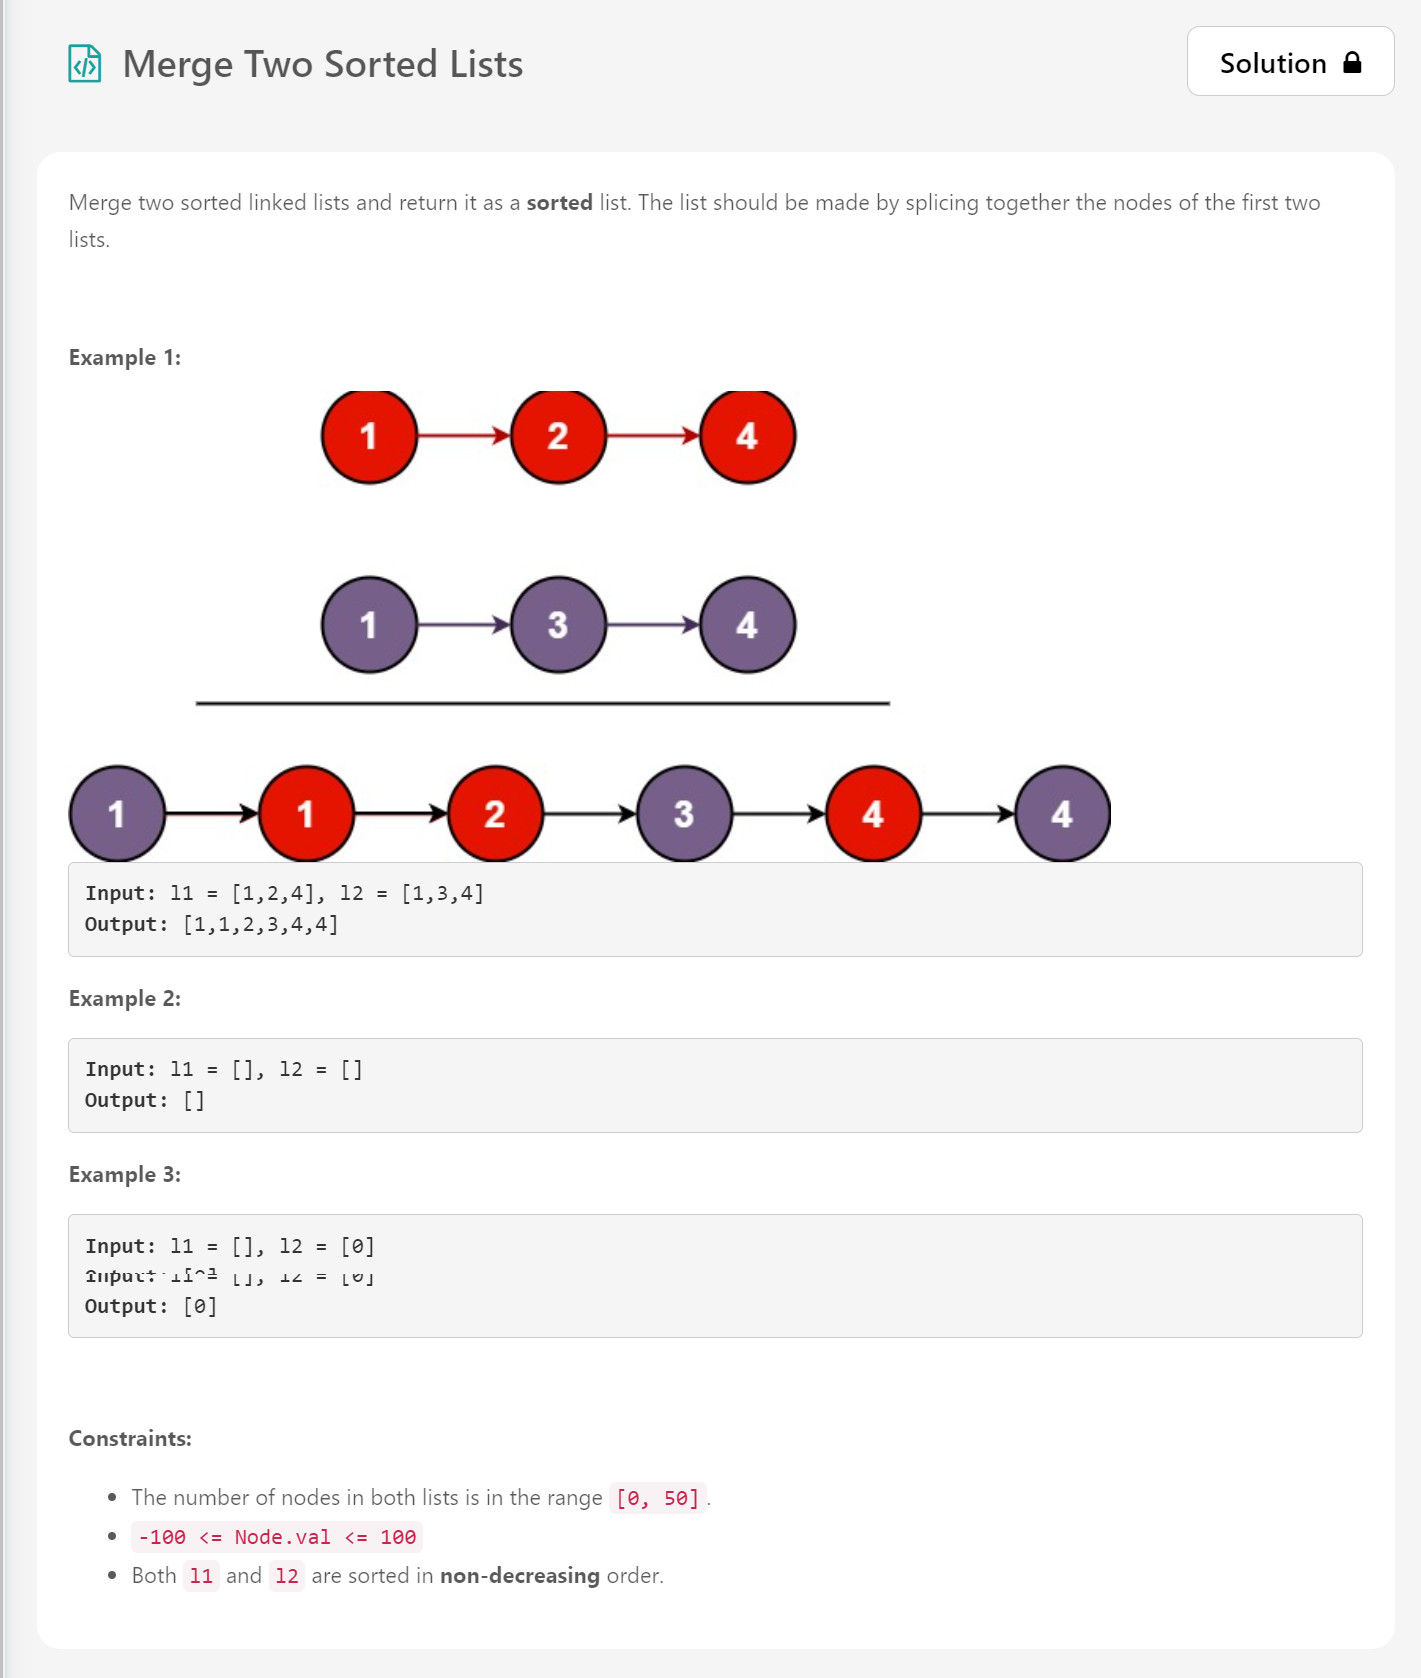 Merge Two Sorted Lists
Solution
Merge two sorted linked lists and return it as a sorted list. The list should be made by splicing together the nodes of the first two
lists.
Example 1:
1 2 4
1 3 4
1 1 2 3 4 4
Input: l1 = [1,2,4], l2 = [1,3,4]
Output: [1,1,2,3,4,4]
Example 2:
Input: l1 = [], l2 = []
Output: []
Example 3:
Input: l1 = [], l2 = [0]
Output: [0]
Constraints:
The number of nodes in both lists is in the range [0, 50].
-100 <= Node.val <= 100
Both l1 and l2 are sorted in non-decreasing order.